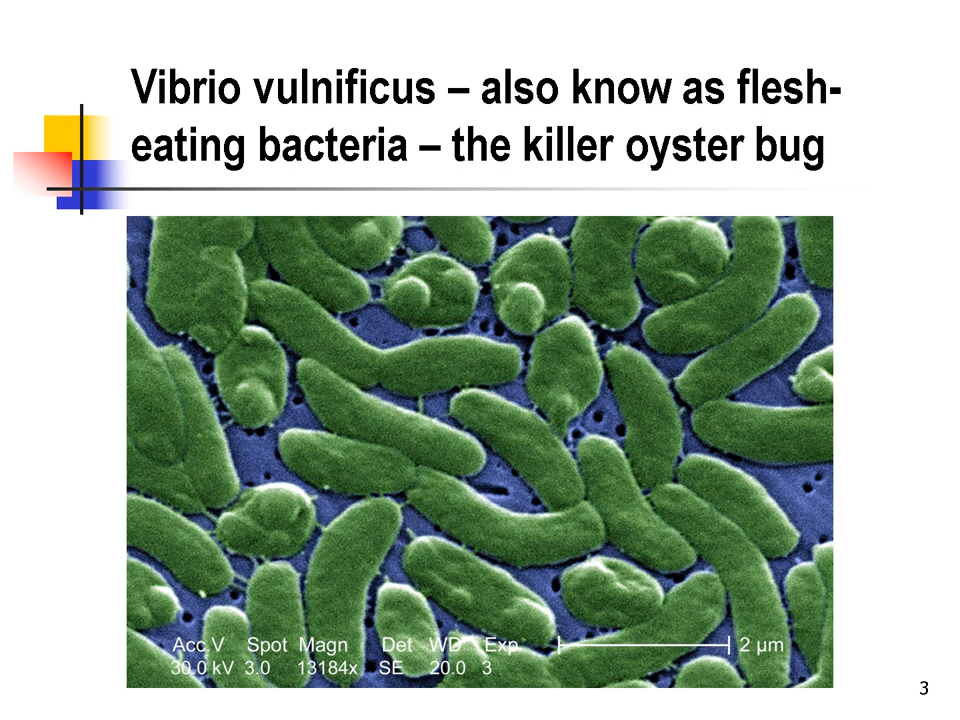 Vibrio vulnificus – also know as flesh-
eating bacteria – the killer oyster bug
Acc.V Spot Magn Det WD Exp 2 µm
30.0 kV 3.0 13184x SE 20.0 3
3